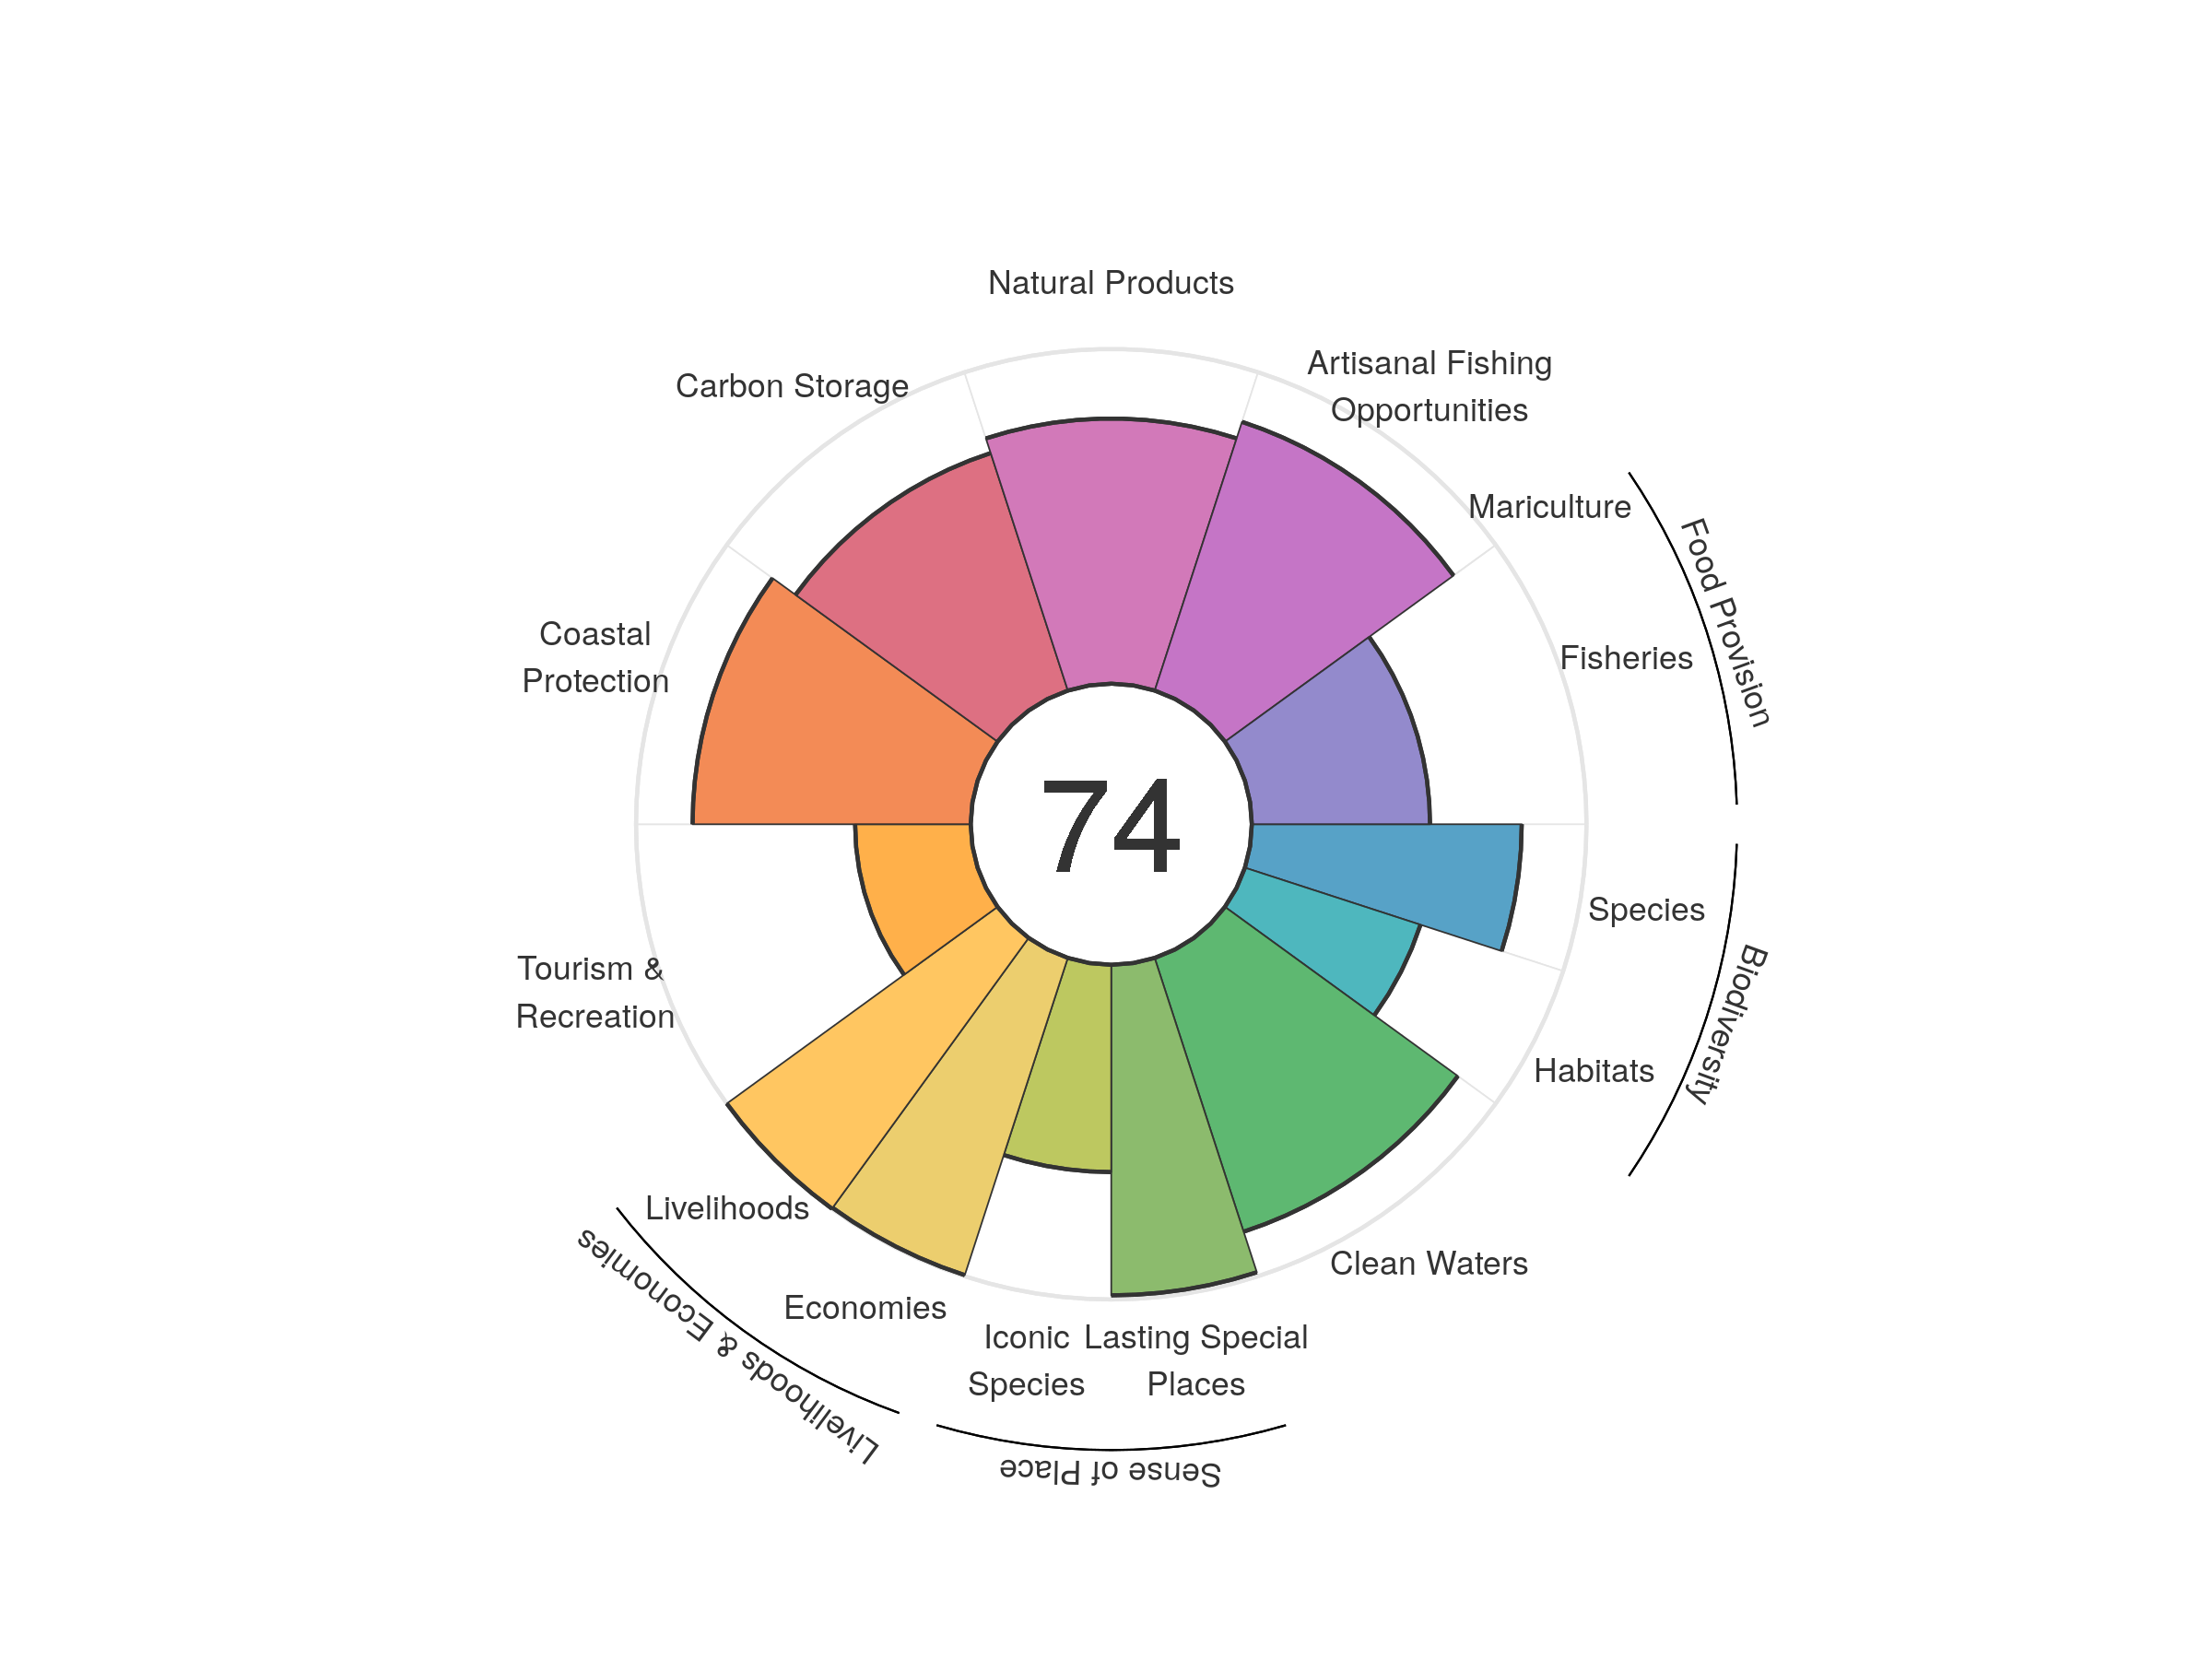 Natural Products
Artisanal Fishing
Opportunities
Carbon Storage
Mariculture
Food Provision
Fisheries
Coastal
Protection
74
Species
Biodiversity
Tourism &
Recreation
Habitats
Livelihoods
Clean Waters
Economies
Livelihoods & Economies
Iconic
Species
Lasting Special
Places
Sense of Place